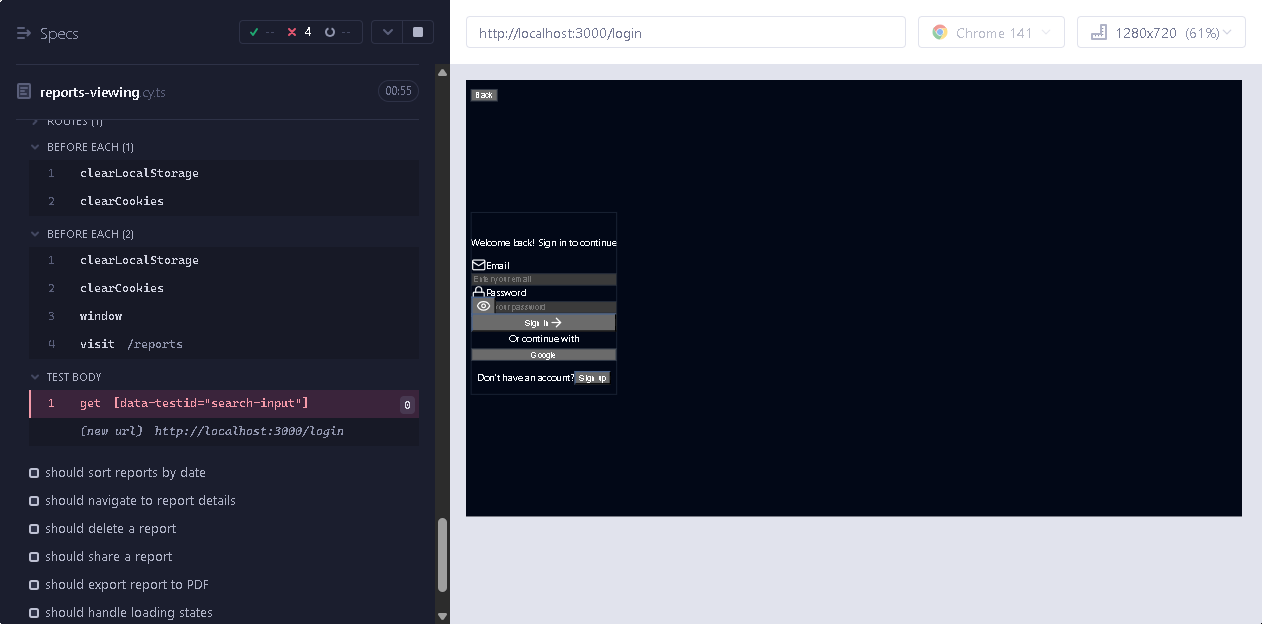 Specs
-- 4 --
reports-viewing.cy.ts
00:55
ROUTES (1)
BEFORE EACH (1)
1 clearLocalStorage
2 clearCookies
BEFORE EACH (2)
1 clearLocalStorage
2 clearCookies
3 window
4 visit /reports
TEST BODY
1 get [data-testid="search-input"] 0
(new url) http://localhost:3000/login
should sort reports by date
should navigate to report details
should delete a report
should share a report
should export report to PDF
should handle loading states
http://localhost:3000/login
Chrome 141
1280x720 (61%)
Back
Welcome back! Sign in to continue
Email
Enter your email
Password
your password
Sign In
Or continue with
Google
Don't have an account? Sign up